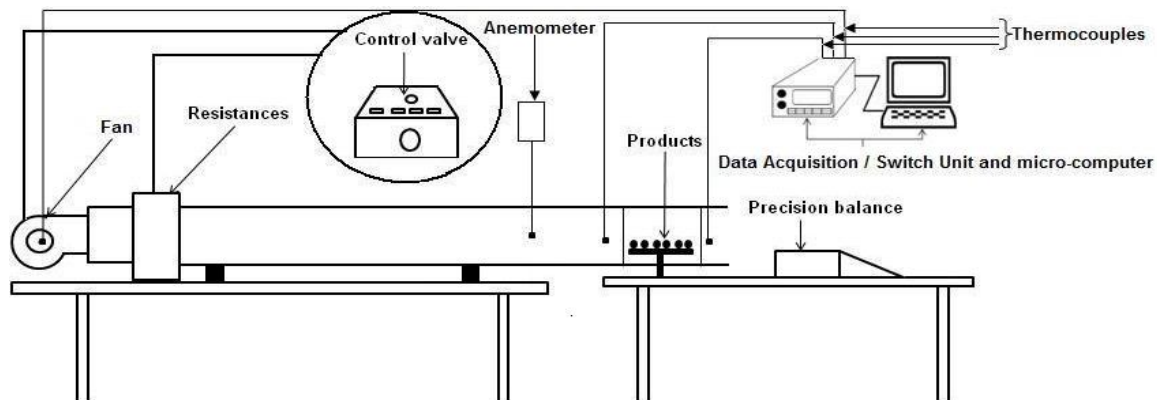 Control valve
Anemometer
Thermocouples
Fan
Resistances
Products
Data Acquisition / Switch Unit and micro-computer
Precision balance